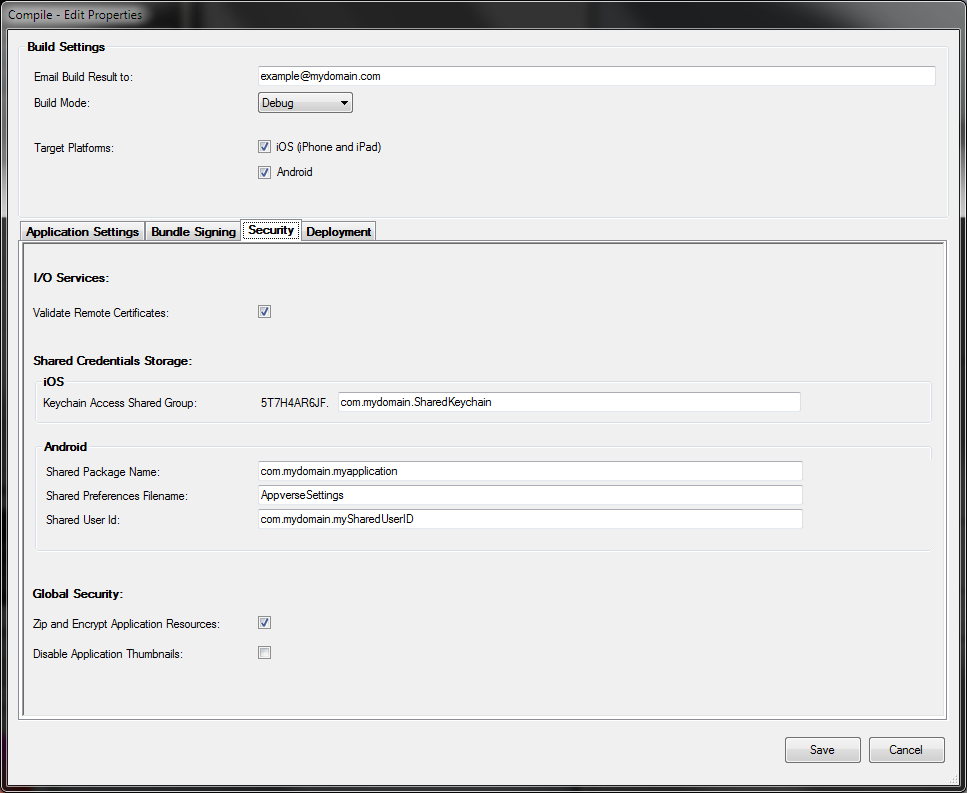 Compile - Edit Properties
Build Settings
Email Build Result to: example@mydomain.com
Build Mode: Debug
Target Platforms: iOS (iPhone and iPad)
Android
Application Settings Bundle Signing Security Deployment
I/O Services:
Validate Remote Certificates:
Shared Credentials Storage:
iOS
Keychain Access Shared Group: 5T7H4AR6JF. com.mydomain.SharedKeychain
Android
Shared Package Name: com.mydomain.myapplication
Shared Preferences Filename: AppverseSettings
Shared User Id: com.mydomain.mySharedUserID
Global Security:
Zip and Encrypt Application Resources:
Disable Application Thumbnails:
Save Cancel